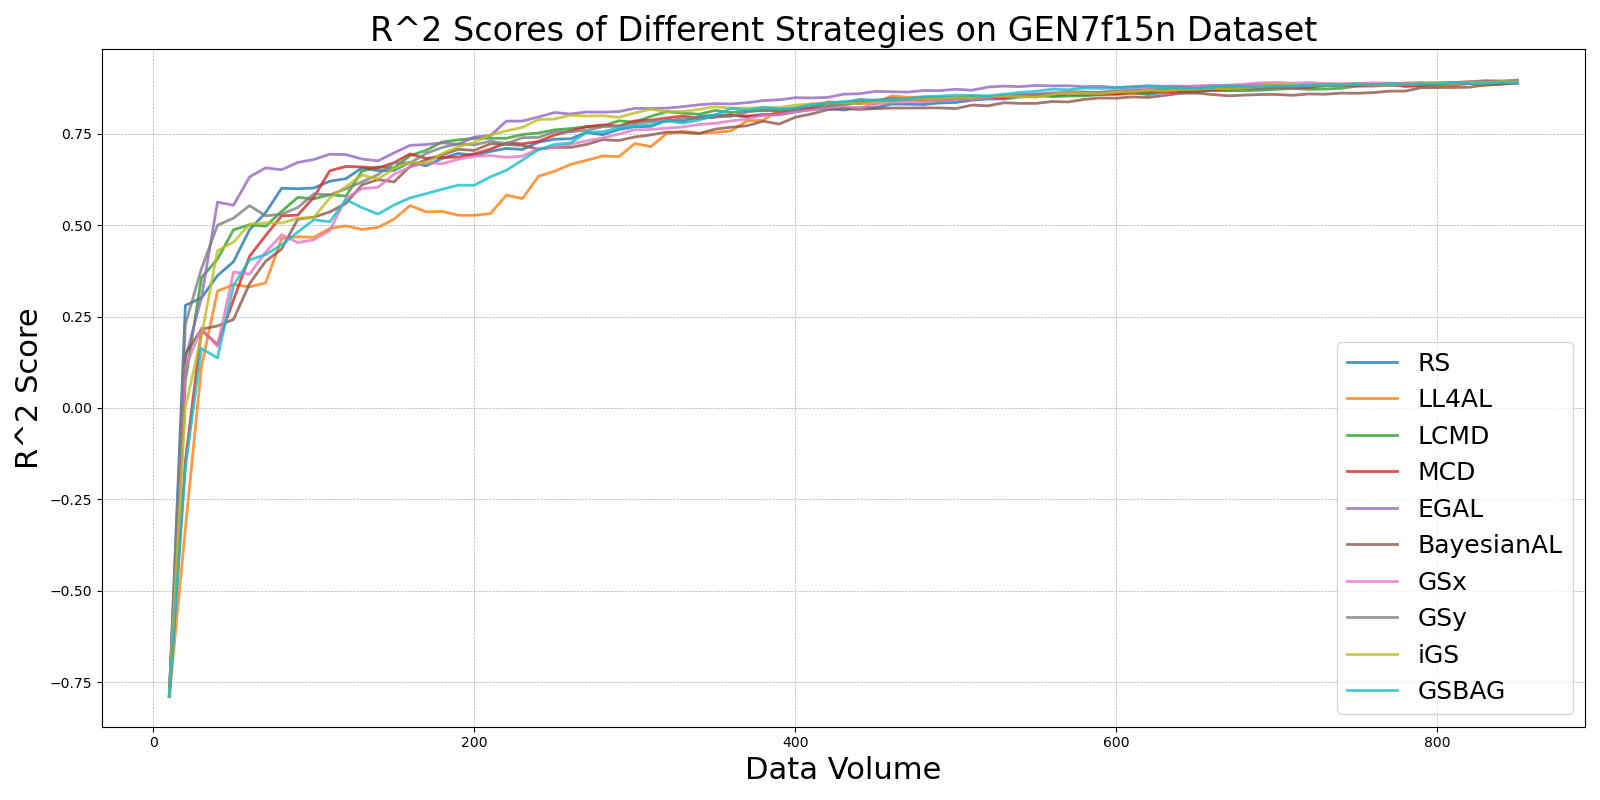 R^2 Scores of Different Strategies on GEN7f15n Dataset
R^2 Score
0.75
0.50
0.25
0.00
−0.25
−0.50
−0.75
0 200 400 600 800
Data Volume
RS
LL4AL
LCMD
MCD
EGAL
BayesianAL
GSx
GSy
iGS
GSBAG